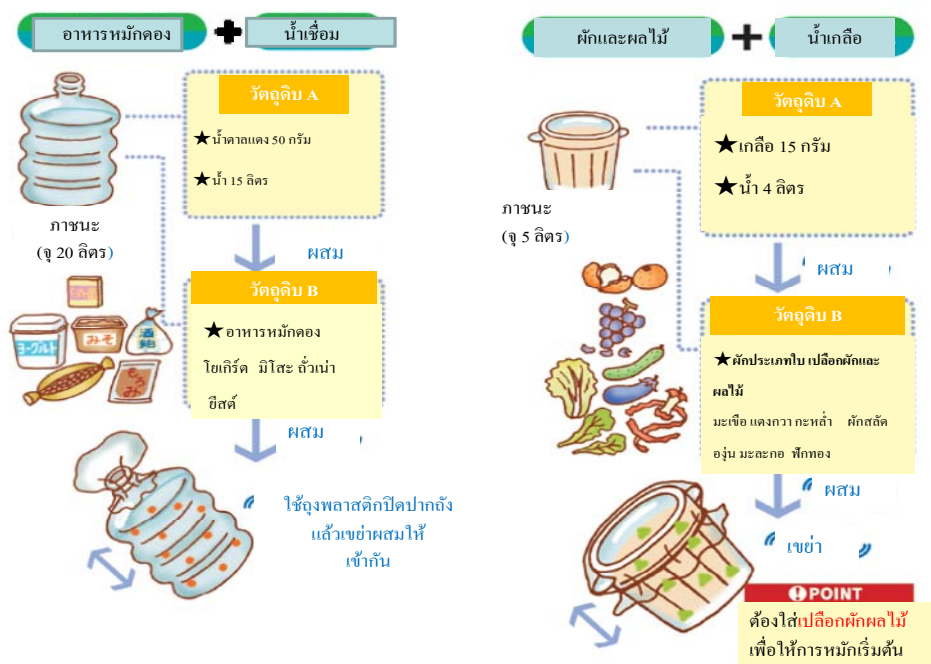 อาหารหมักดอง
น้ำเชื่อม
วัตถุดิบ A
★น้ำตาลแดง 50 กรัม
★น้ำ 15 ลิตร
ภาชนะ
(จุ 20 ลิตร)
ผสม
วัตถุดิบ B
★อาหารหมักดอง
โยเกิร์ต มิโสะ ถั่วเน่า
ยีสต์
ヨーグルト
みそ
酒粕
もろみ
ผสม
ใช้ถุงพลาสติกปิดปากถัง
แล้วเขย่าผสมให้
เข้ากัน
ผักและผลไม้
น้ำเกลือ
วัตถุดิบ A
★เกลือ 15 กรัม
★น้ำ 4 ลิตร
ภาชนะ
(จุ 5 ลิตร)
ผสม
วัตถุดิบ B
★ผักประเภทใบ เปลือกผักและ
ผลไม้
มะเขือ แตงกวา กะหล่ำ ผักสลัด
องุ่น มะละกอ ฟักทอง
ผสม
เขย่า
POINT
ต้องใส่เปลือกผักผลไม้
เพื่อให้การหมักเริ่มต้น